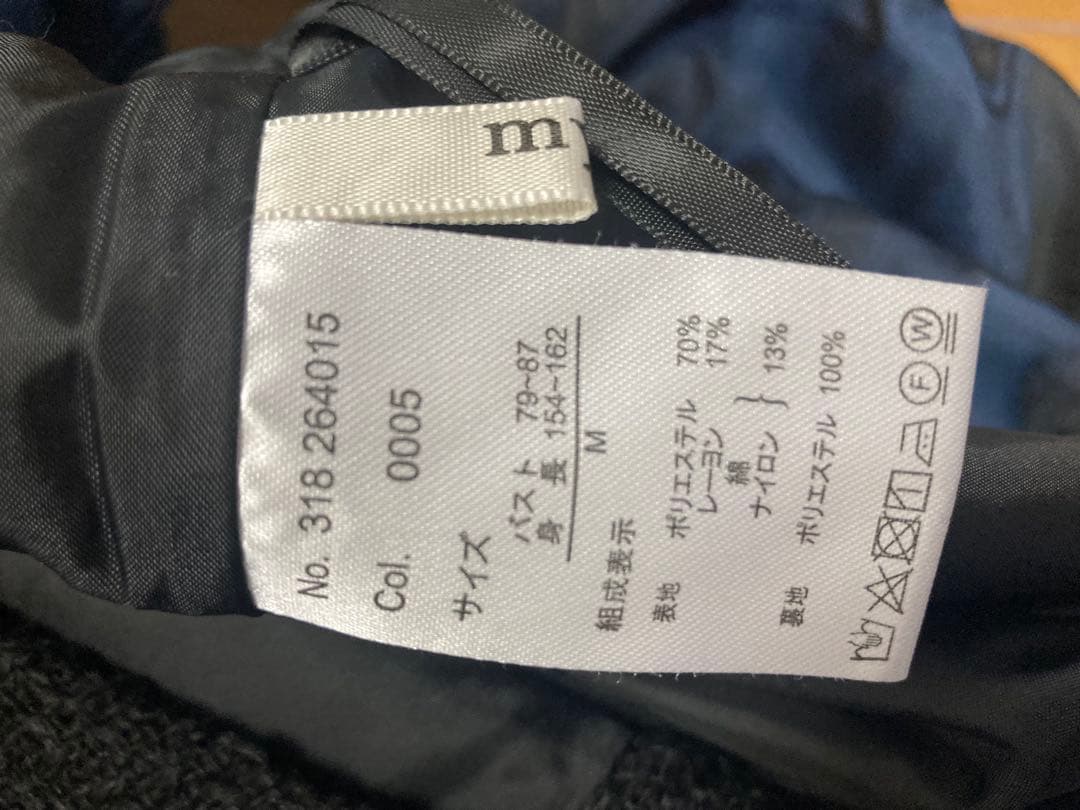 m
No. 318 264015
Col. 0005
サイズ
バスト 79~87
身長 154~162
M
組成表示
表地 ポリエステル 70%
レーヨン 17%
綿
ナイロン } 13%
裏地 ポリエステル 100%
F W